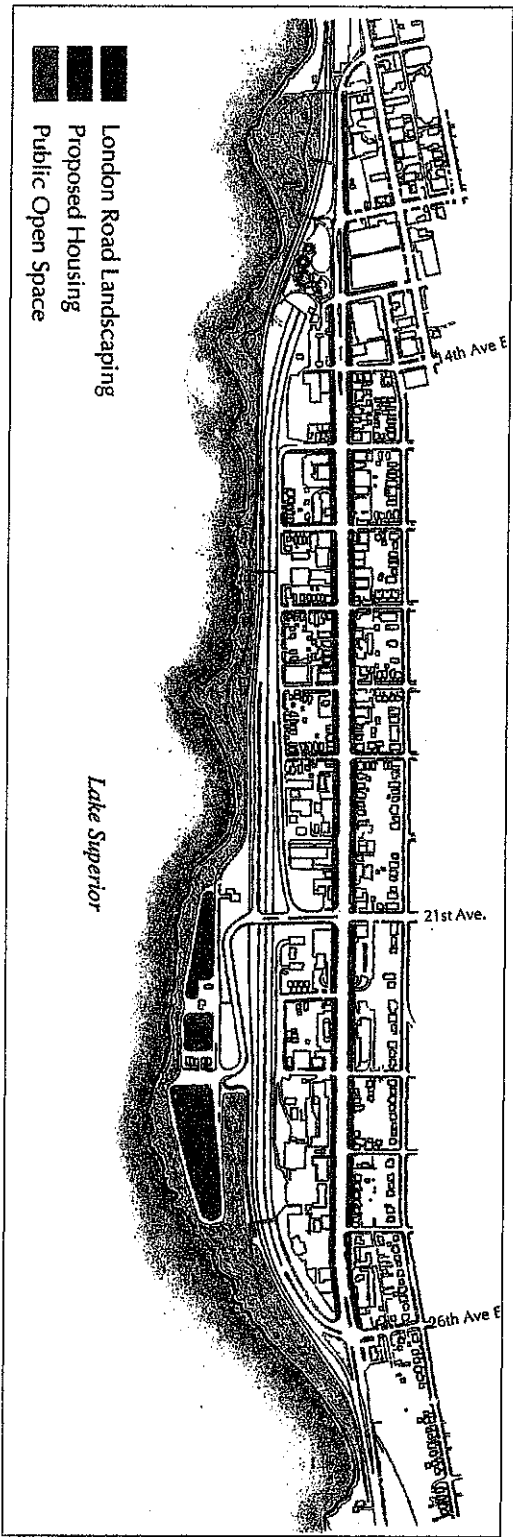 14th Ave E
21st Ave.
26th Ave E
Lake Superior
London Road Landscaping
Proposed Housing
Public Open Space